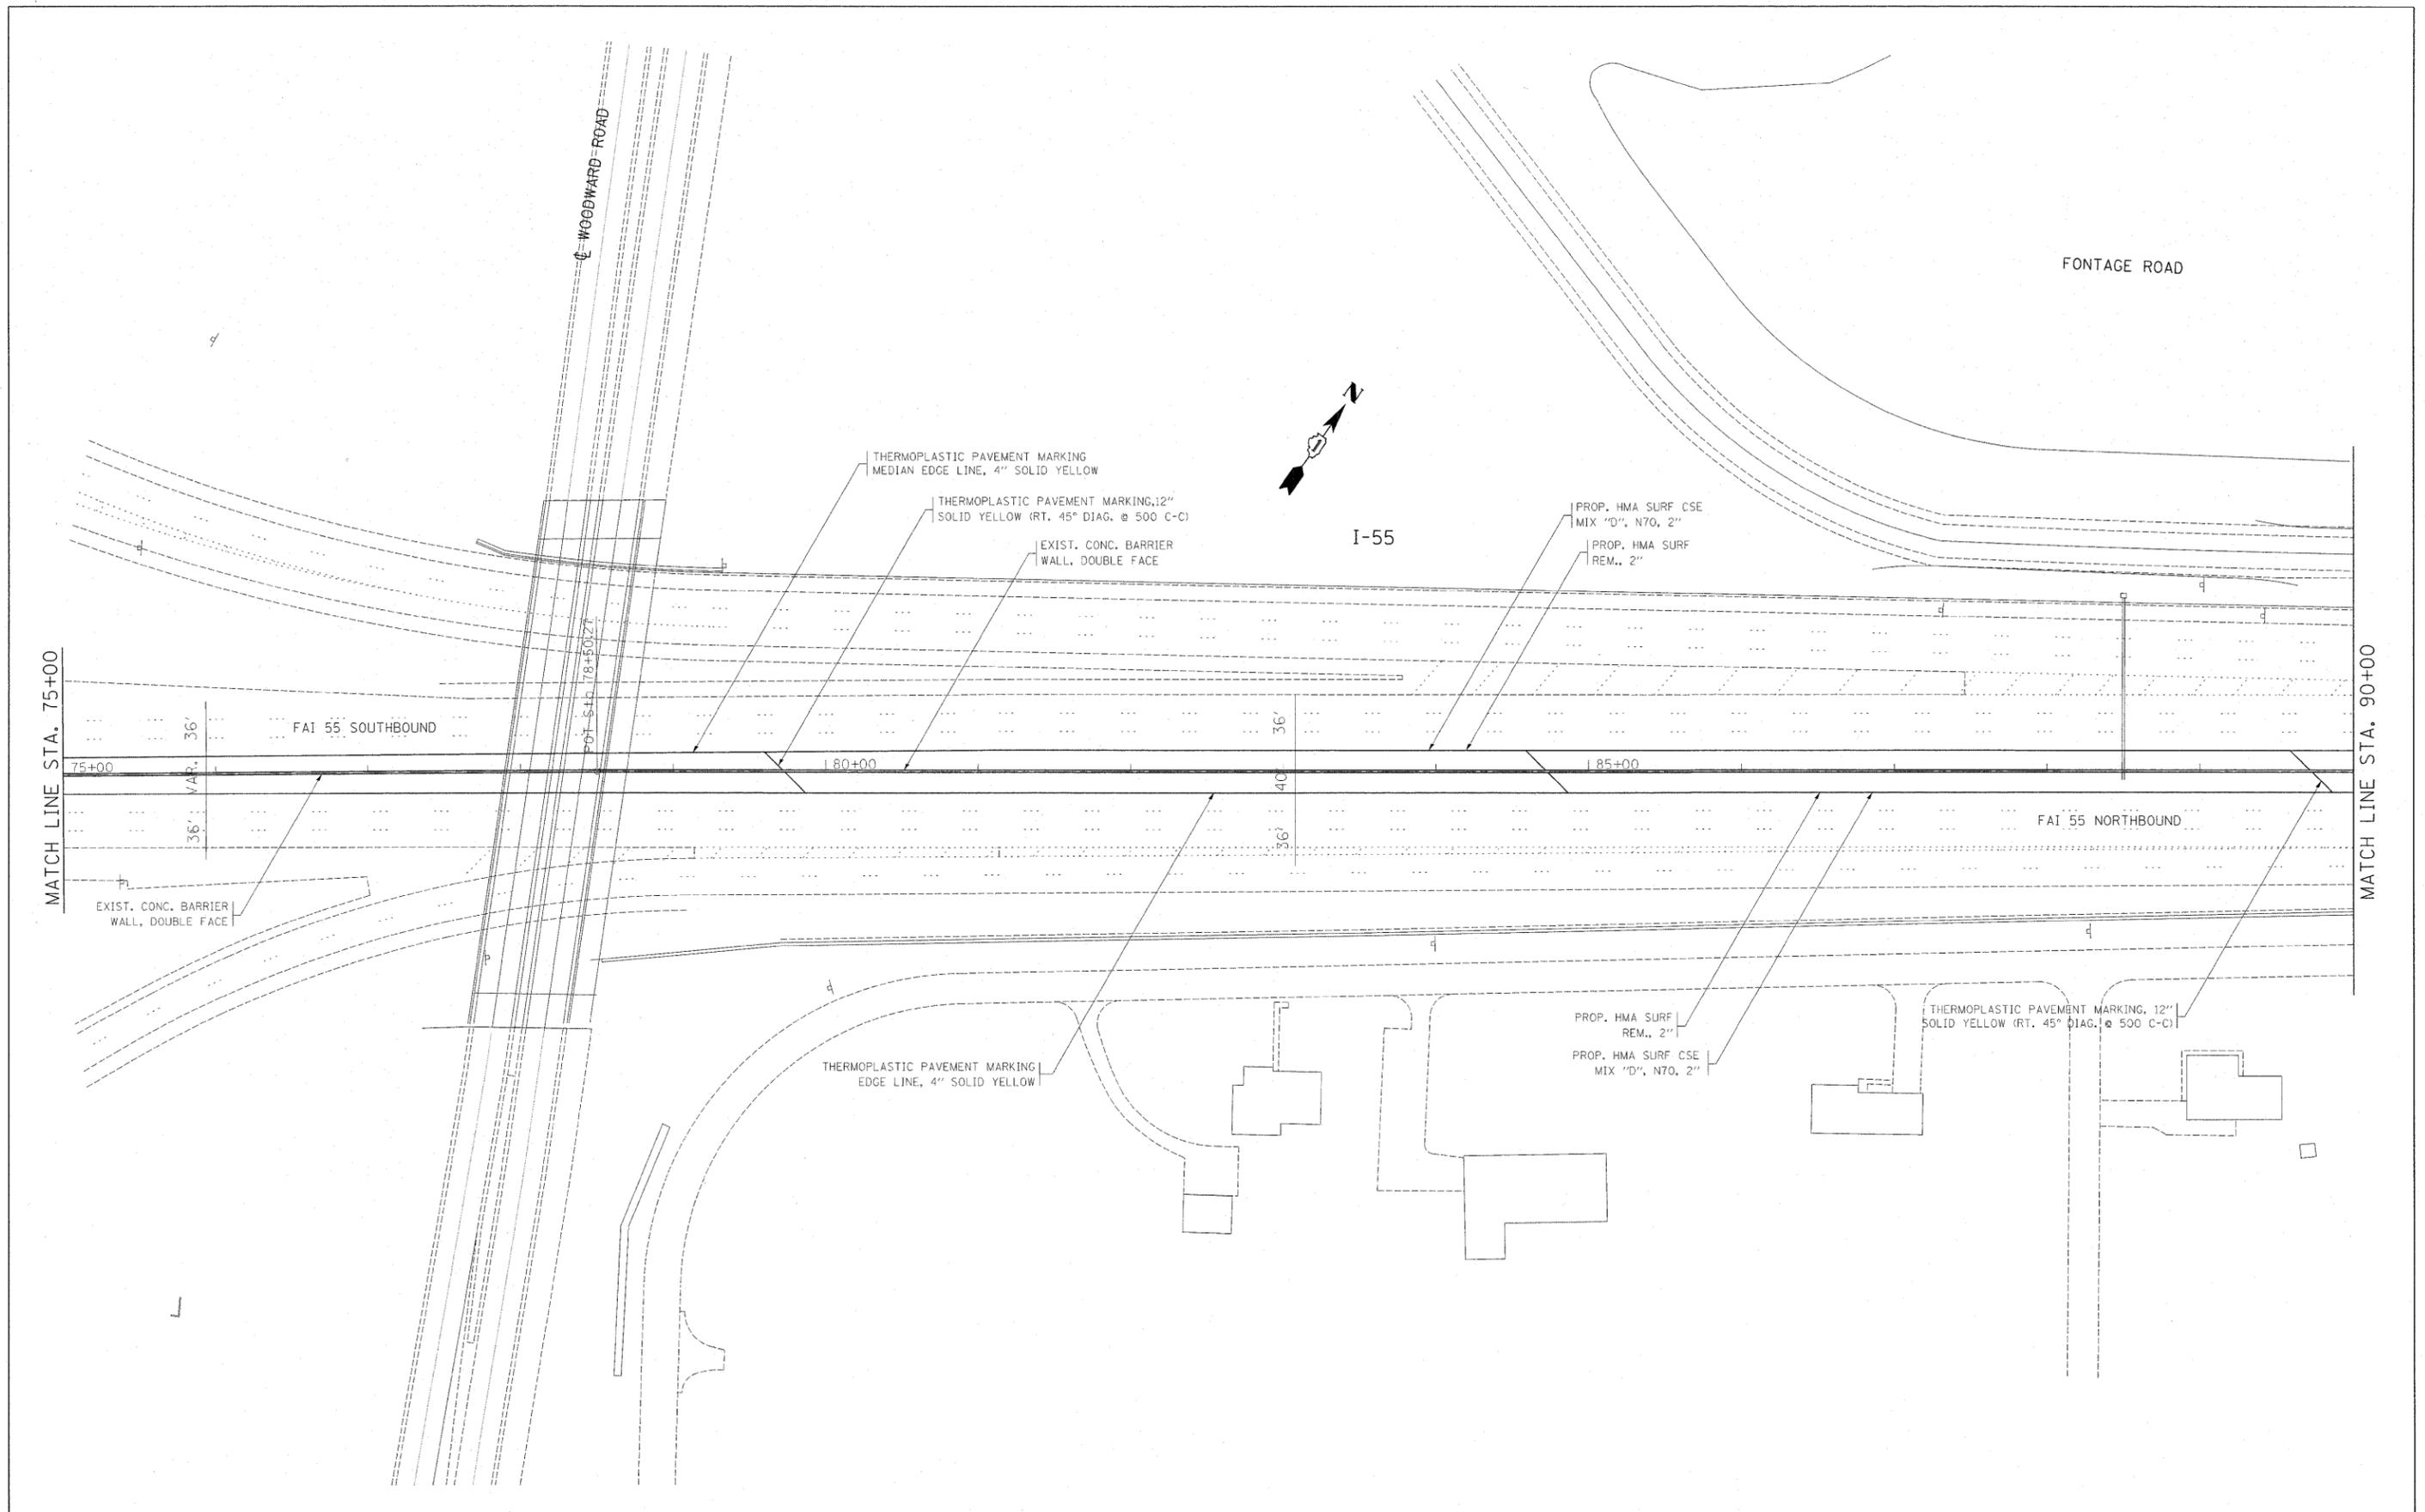 ℄ WOODWARD ROAD
FONTAGE ROAD
N
THERMOPLASTIC PAVEMENT MARKING
MEDIAN EDGE LINE, 4" SOLID YELLOW
THERMOPLASTIC PAVEMENT MARKING,12"
SOLID YELLOW (RT. 45° DIAG. @ 500 C-C)
EXIST. CONC. BARRIER
WALL, DOUBLE FACE
I-55
PROP. HMA SURF CSE
MIX "D", N70, 2"
PROP. HMA SURF
REM., 2"
MATCH LINE STA. 75+00
POT Sta 78+50.27
MATCH LINE STA. 90+00
FAI 55 SOUTHBOUND
36'
VAR.
36'
75+00
80+00
85+00
36'
40'
36'
FAI 55 NORTHBOUND
EXIST. CONC. BARRIER
WALL, DOUBLE FACE
THERMOPLASTIC PAVEMENT MARKING
EDGE LINE, 4" SOLID YELLOW
PROP. HMA SURF
REM., 2"
PROP. HMA SURF CSE
MIX "D", N70, 2"
THERMOPLASTIC PAVEMENT MARKING, 12"
SOLID YELLOW (RT. 45° DIAG. @ 500 C-C)